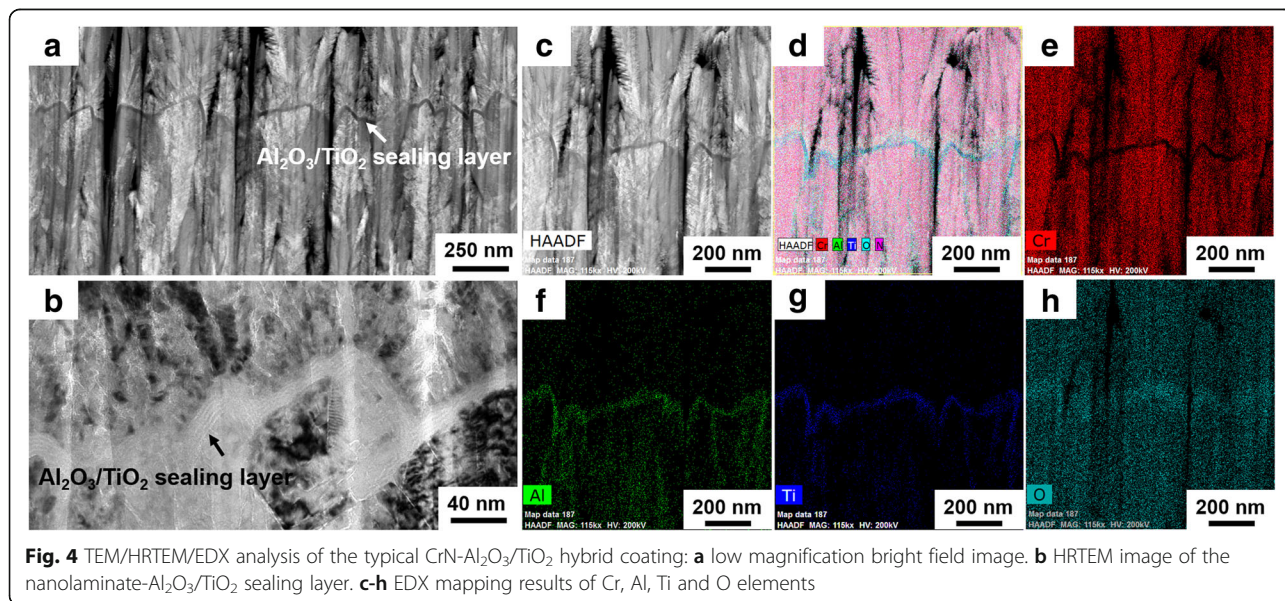 a
Al₂O₃/TiO₂ sealing layer
250 nm
c
HAADF
Map data 187
HAADF MAG: 115kx HV: 200kV
200 nm
d
HAADF Cr Al Ti O N
Map data 187
HAADF MAG: 115kx HV: 200kV
200 nm
e
Cr
Map data 187
HAADF MAG: 115kx HV: 200kV
200 nm
b
Al₂O₃/TiO₂ sealing layer
40 nm
f
Al
Map data 187
HAADF MAG: 115kx HV: 200kV
200 nm
g
Ti
Map data 187
HAADF MAG: 115kx HV: 200kV
200 nm
h
O
Map data 187
HAADF MAG: 115kx HV: 200kV
200 nm
Fig. 4 TEM/HRTEM/EDX analysis of the typical CrN-Al₂O₃/TiO₂ hybrid coating: a low magnification bright field image. b HRTEM image of the
nanolaminate-Al₂O₃/TiO₂ sealing layer. c-h EDX mapping results of Cr, Al, Ti and O elements